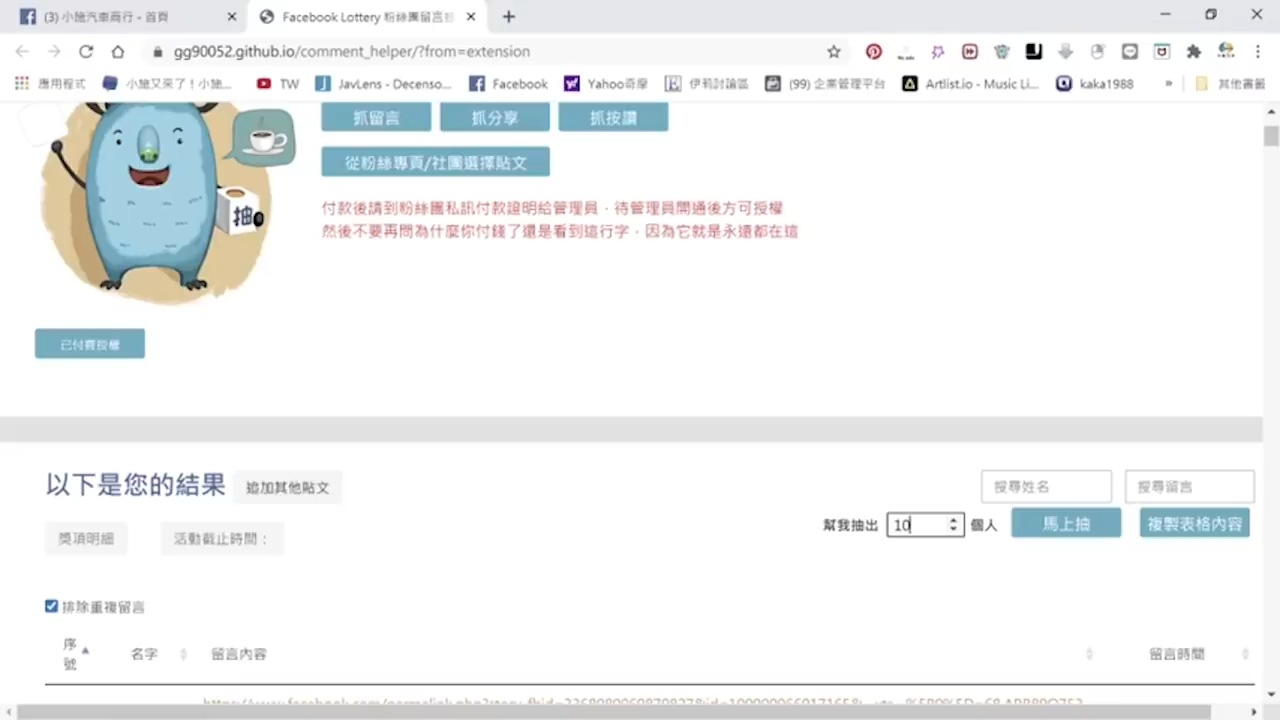 (3) 小施汽車商行 - 首頁
Facebook Lottery 粉絲團留言抽
gg90052.github.io/comment_helper/?from=extension
應用程式
小施又來了！小施...
TW
JavLens - Decenso...
Facebook
Yahoo奇摩
伊莉討論區
(99) 企業管理平台
Artlist.io - Music Li...
kaka1988
»
其他書籤
抓留言
抓分享
抓按讚
從粉絲專頁/社團選擇貼文
抽
付款後請到粉絲團私訊付款證明給管理員，待管理員開通後方可授權
然後不要再問為什麼你付錢了還是看到這行字，因為它就是永遠都在這
已付費授權
以下是您的結果
追加其他貼文
搜尋姓名
搜尋留言
幫我抽出 10 個人
馬上抽
複製表格內容
獎項明細
活動截止時間：
排除重複留言
序號
名字
留言內容
留言時間